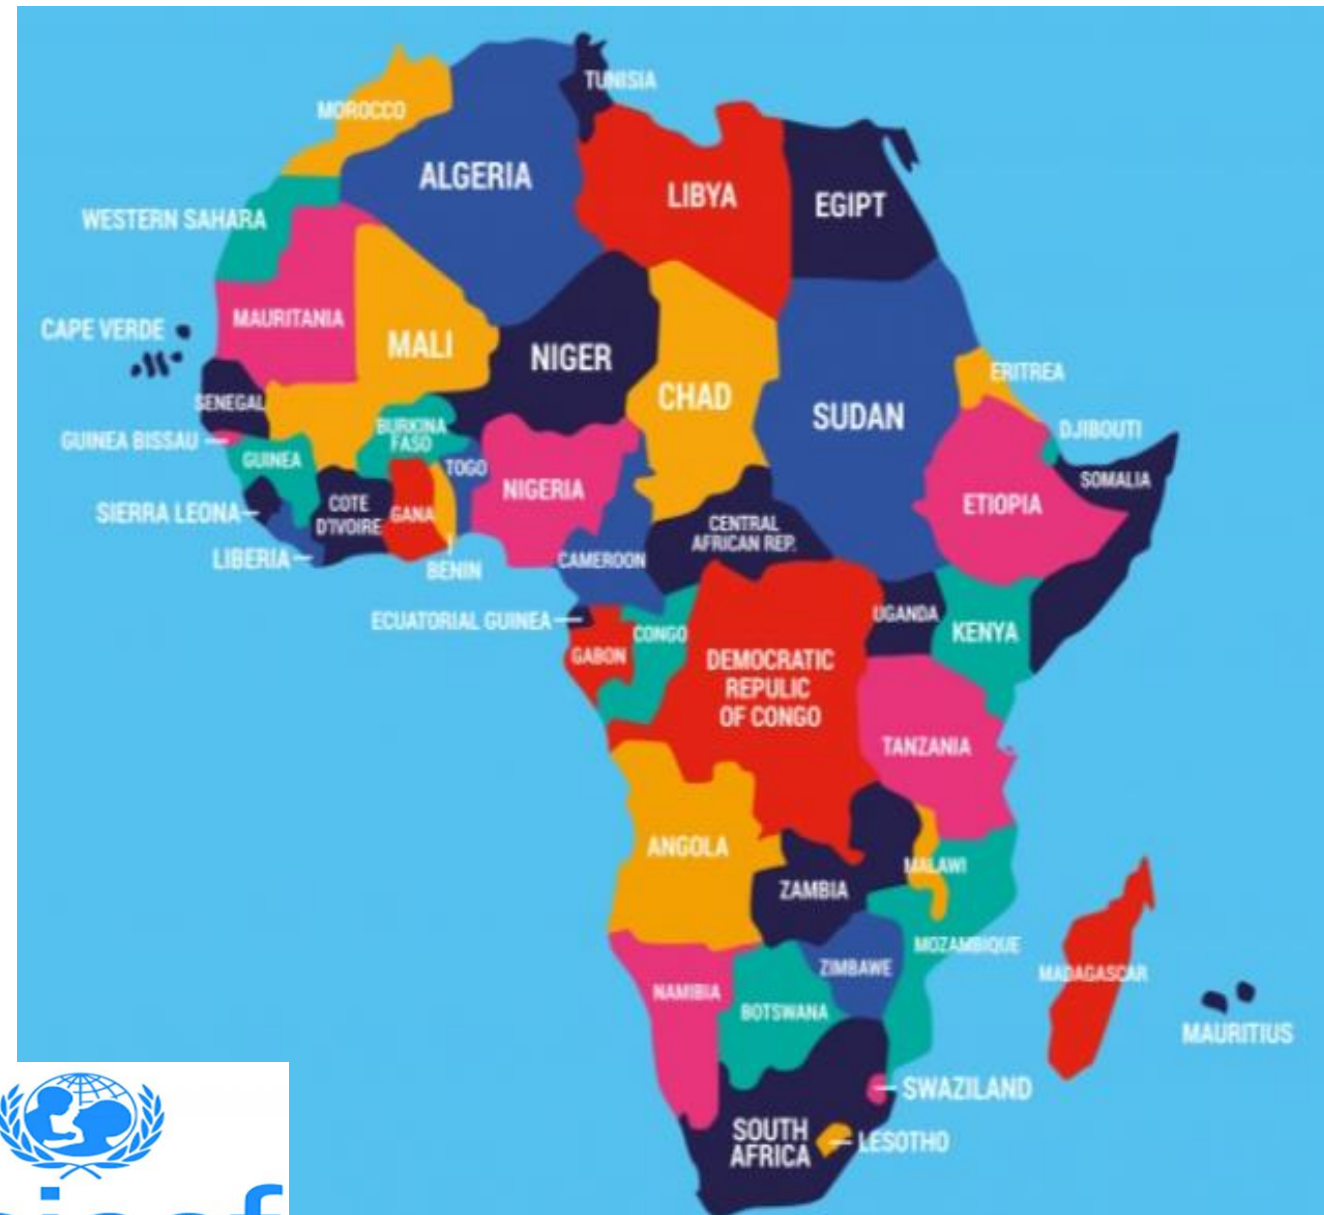 TUNISIA
MOROCCO
ALGERIA
LIBYA
EGIPT
WESTERN SAHARA
MAURITANIA
CAPE VERDE
MALI
NIGER
CHAD
SUDAN
ERITREA
SENEGAL
DJIBOUTI
GUINEA BISSAU
BURKINA
FASO
GUINEA
TOGO
NIGERIA
SOMALIA
ETIOPIA
SIERRA LEONA
COTE
D'IVOIRE
GANA
CENTRAL
AFRICAN REP.
LIBERIA
BENIN
CAMEROON
ECUATORIAL GUINEA
CONGO
UGANDA
KENYA
GABON
DEMOCRATIC
REPULIC
OF CONGO
TANZANIA
ANGOLA
MALAWI
ZAMBIA
MOZAMBIQUE
ZIMBAWE
MADAGASCAR
NAMIBIA
BOTSWANA
MAURITIUS
SWAZILAND
SOUTH
AFRICA
LESOTHO